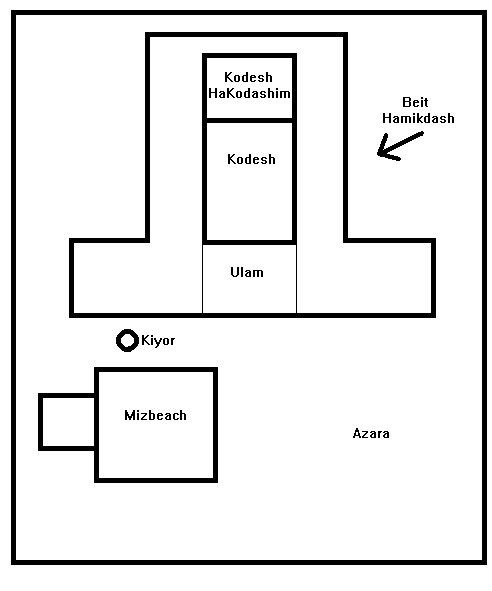 Kodesh
HaKodashim
Beit
Hamikdash
Kodesh
Ulam
Kiyor
Mizbeach
Azara